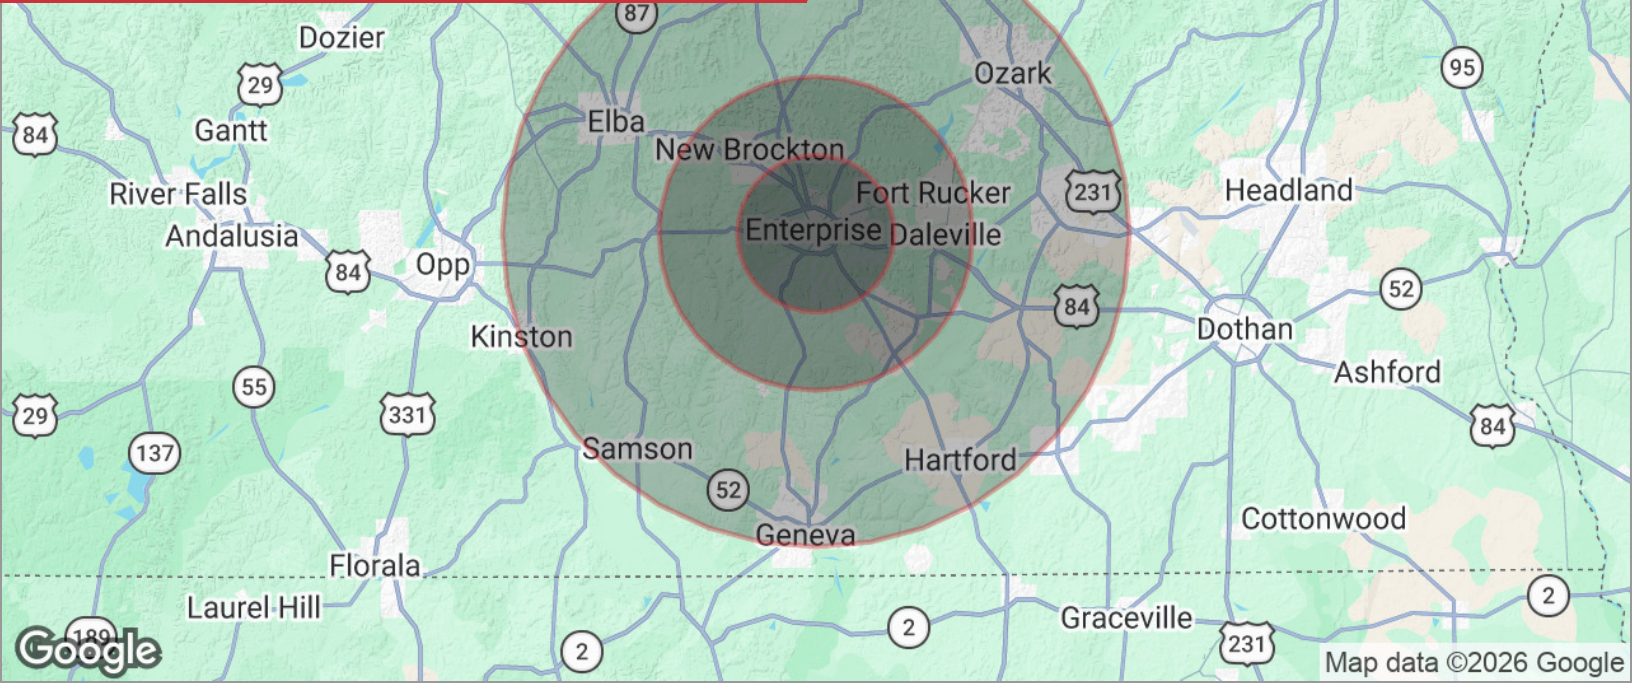 87
Dozier
Ozark
95
29
Elba
84
Gantt
New Brockton
River Falls
Fort Rucker
231
Headland
Andalusia
Enterprise
Daleville
84
Opp
52
84
Kinston
Dothan
Ashford
55
29
331
84
137
Samson
Hartford
52
Cottonwood
Geneva
Florala
2
Laurel Hill
Graceville
2
189
2
231
Google
Map data ©2026 Google